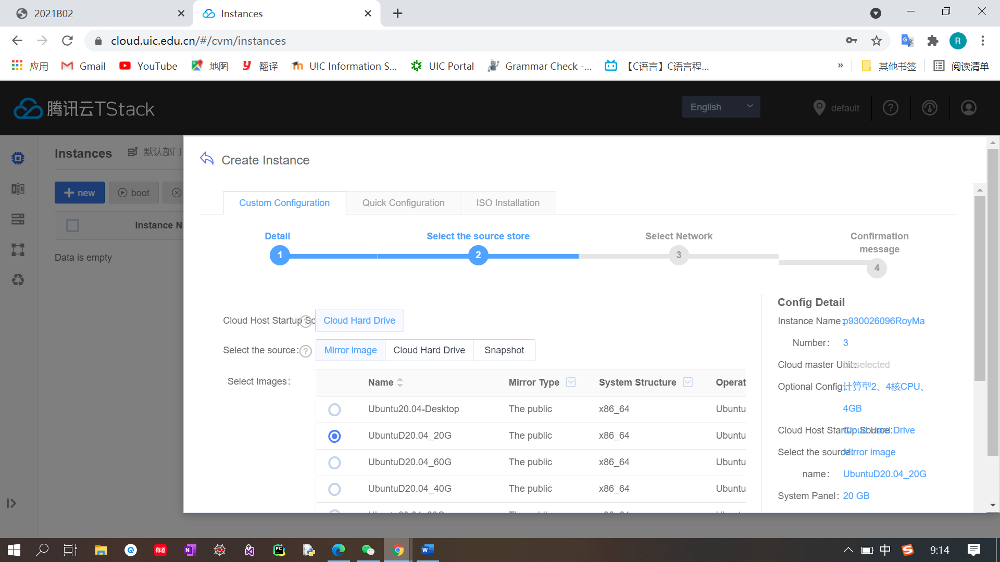 2021B02
Instances
cloud.uic.edu.cn/#/cvm/instances
R
应用
Gmail
YouTube
地图
翻译
UIC Information S...
UIC Portal
Grammar Check -...
【C语言】C语言程...
»
其他书签
阅读清单
腾讯云TStack
English
default
Instances
默认部门
new
boot
Instance Na
Data is empty
Create Instance
Custom Configuration
Quick Configuration
ISO Installation
Detail
Select the source store
Select Network
Confirmation
message
1
2
3
4
Cloud Host Startup So
Cloud Hard Drive
Select the source:
Mirror image
Cloud Hard Drive
Snapshot
Select Images:
Name
Mirror Type
System Structure
Operat
Ubuntu20.04-Desktop
The public
x86_64
Ubuntu
UbuntuD20.04_20G
The public
x86_64
Ubuntu
UbuntuD20.04_60G
The public
x86_64
Ubuntu
UbuntuD20.04_40G
The public
x86_64
Ubuntu
Config Detail
Instance Name: p930026096RoyMa
Number: 3
Cloud master Unit: Unselected
Optional Config 计算型2、4核CPU、
4GB
Cloud Host Startup Source: Cloud Hard Drive
Select the source: Mirror image
name: UbuntuD20.04_20G
System Panel: 20 GB
有道
N
PC
W
中
S
9:14